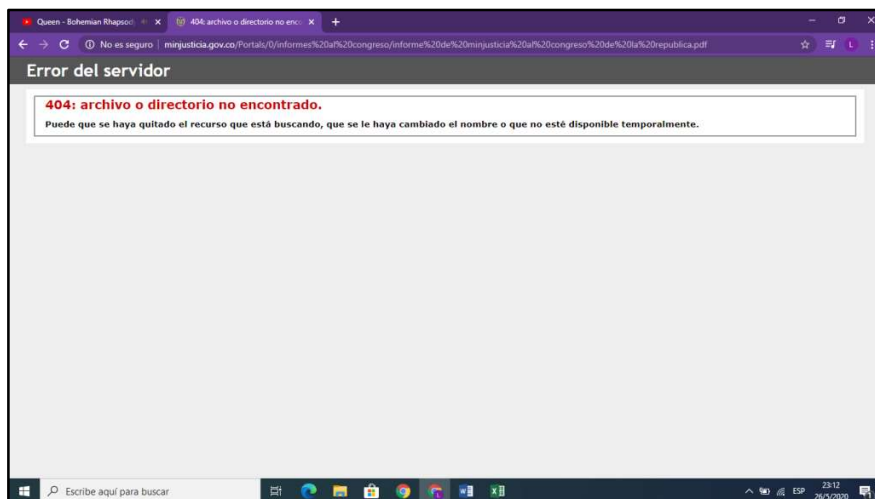 Queen - Bohemian Rhapsod
404: archivo o directorio no enco
No es seguro | minjusticia.gov.co/Portals/0/informes%20al%20congreso/informe%20de%20minjusticia%20al%20congreso%20de%20la%20republica.pdf
L
Error del servidor
404: archivo o directorio no encontrado.
Puede que se haya quitado el recurso que está buscando, que se le haya cambiado el nombre o que no esté disponible temporalmente.
Escribe aquí para buscar
ESP
23:12
26/5/2020